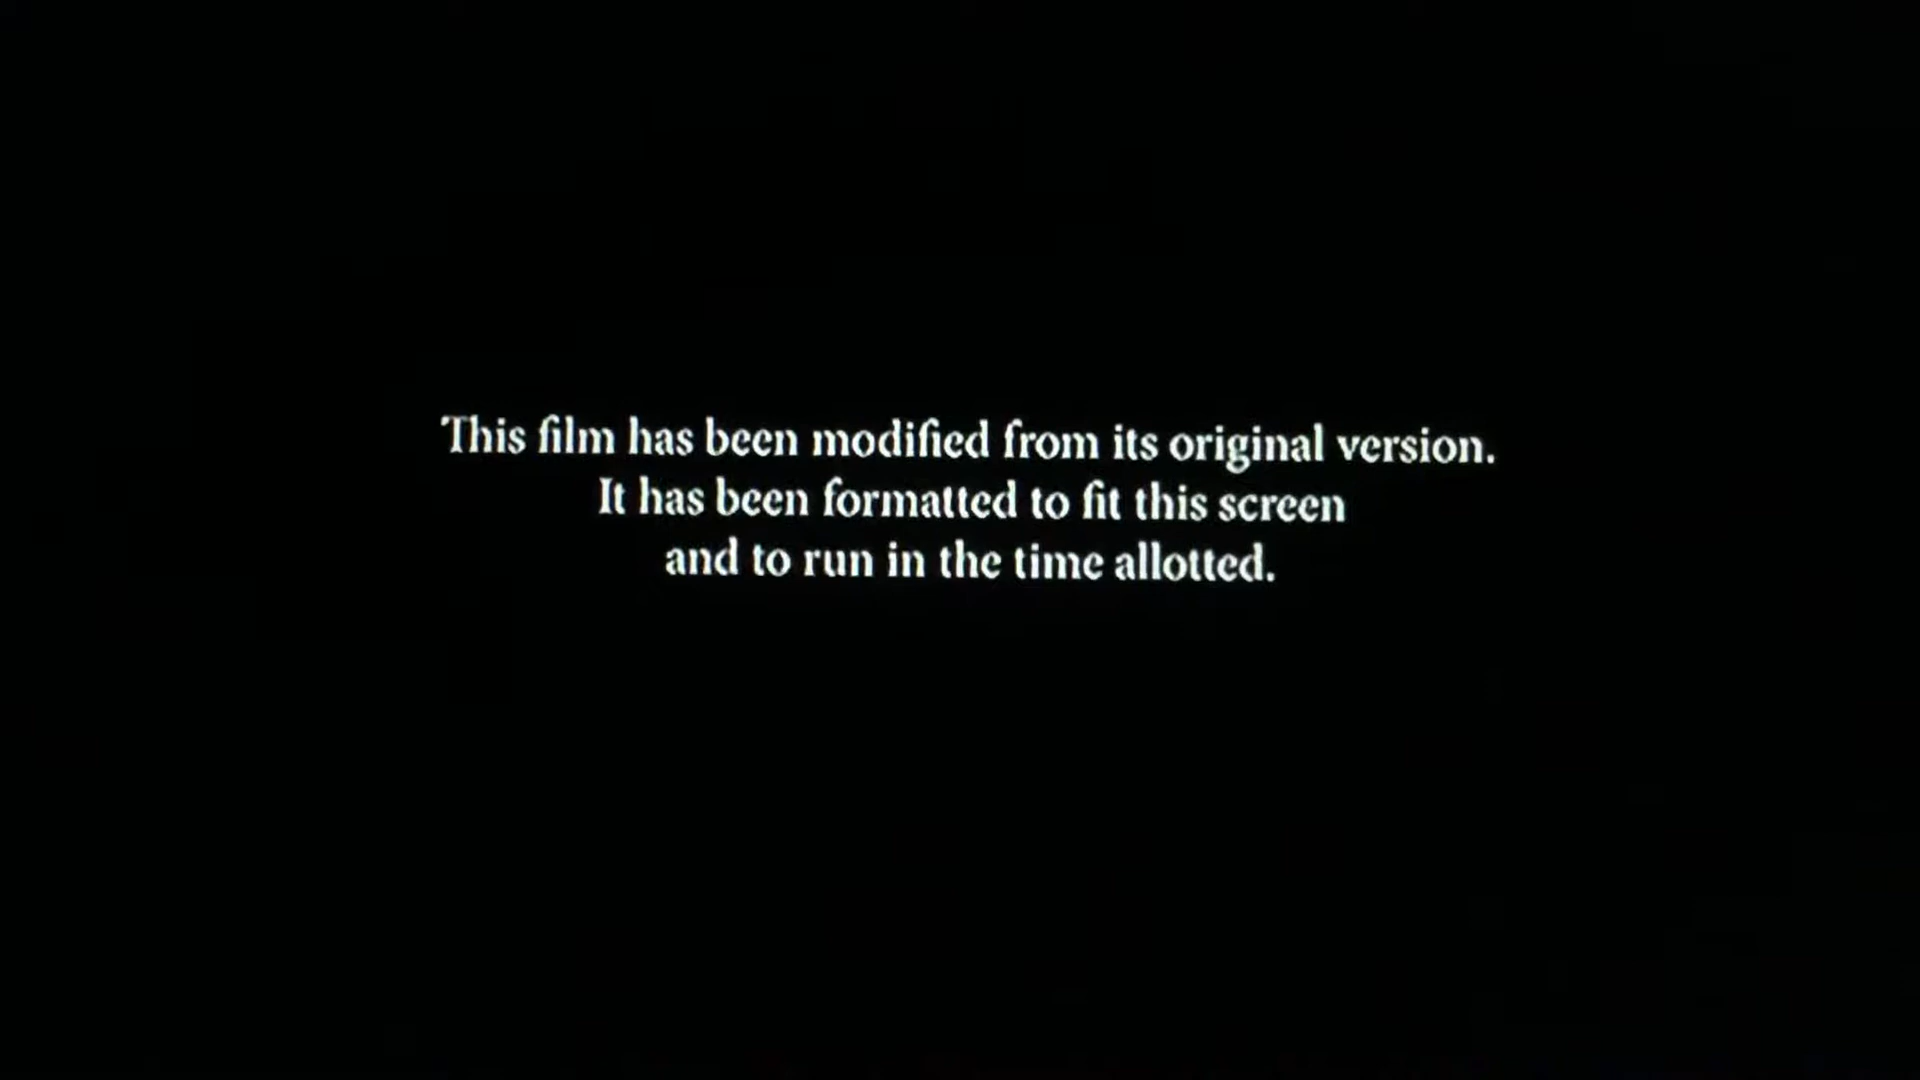 This film has been modified from its original version.
It has been formatted to fit this screen
and to run in the time allotted.